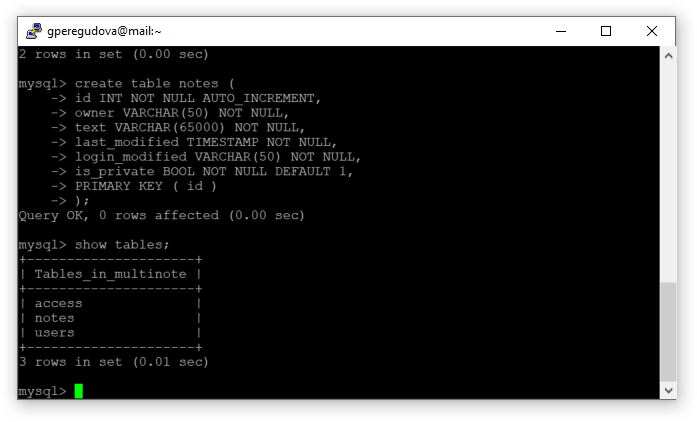 gperegudova@mail:~
2 rows in set (0.00 sec)
mysql> create table notes (
    -> id INT NOT NULL AUTO_INCREMENT,
    -> owner VARCHAR(50) NOT NULL,
    -> text VARCHAR(65000) NOT NULL,
    -> last_modified TIMESTAMP NOT NULL,
    -> login_modified VARCHAR(50) NOT NULL,
    -> is_private BOOL NOT NULL DEFAULT 1,
    -> PRIMARY KEY ( id )
    -> );
Query OK, 0 rows affected (0.00 sec)
mysql> show tables;
+---------------------+
| Tables_in_multinote |
+---------------------+
| access              |
| notes               |
| users               |
+---------------------+
3 rows in set (0.01 sec)
mysql>